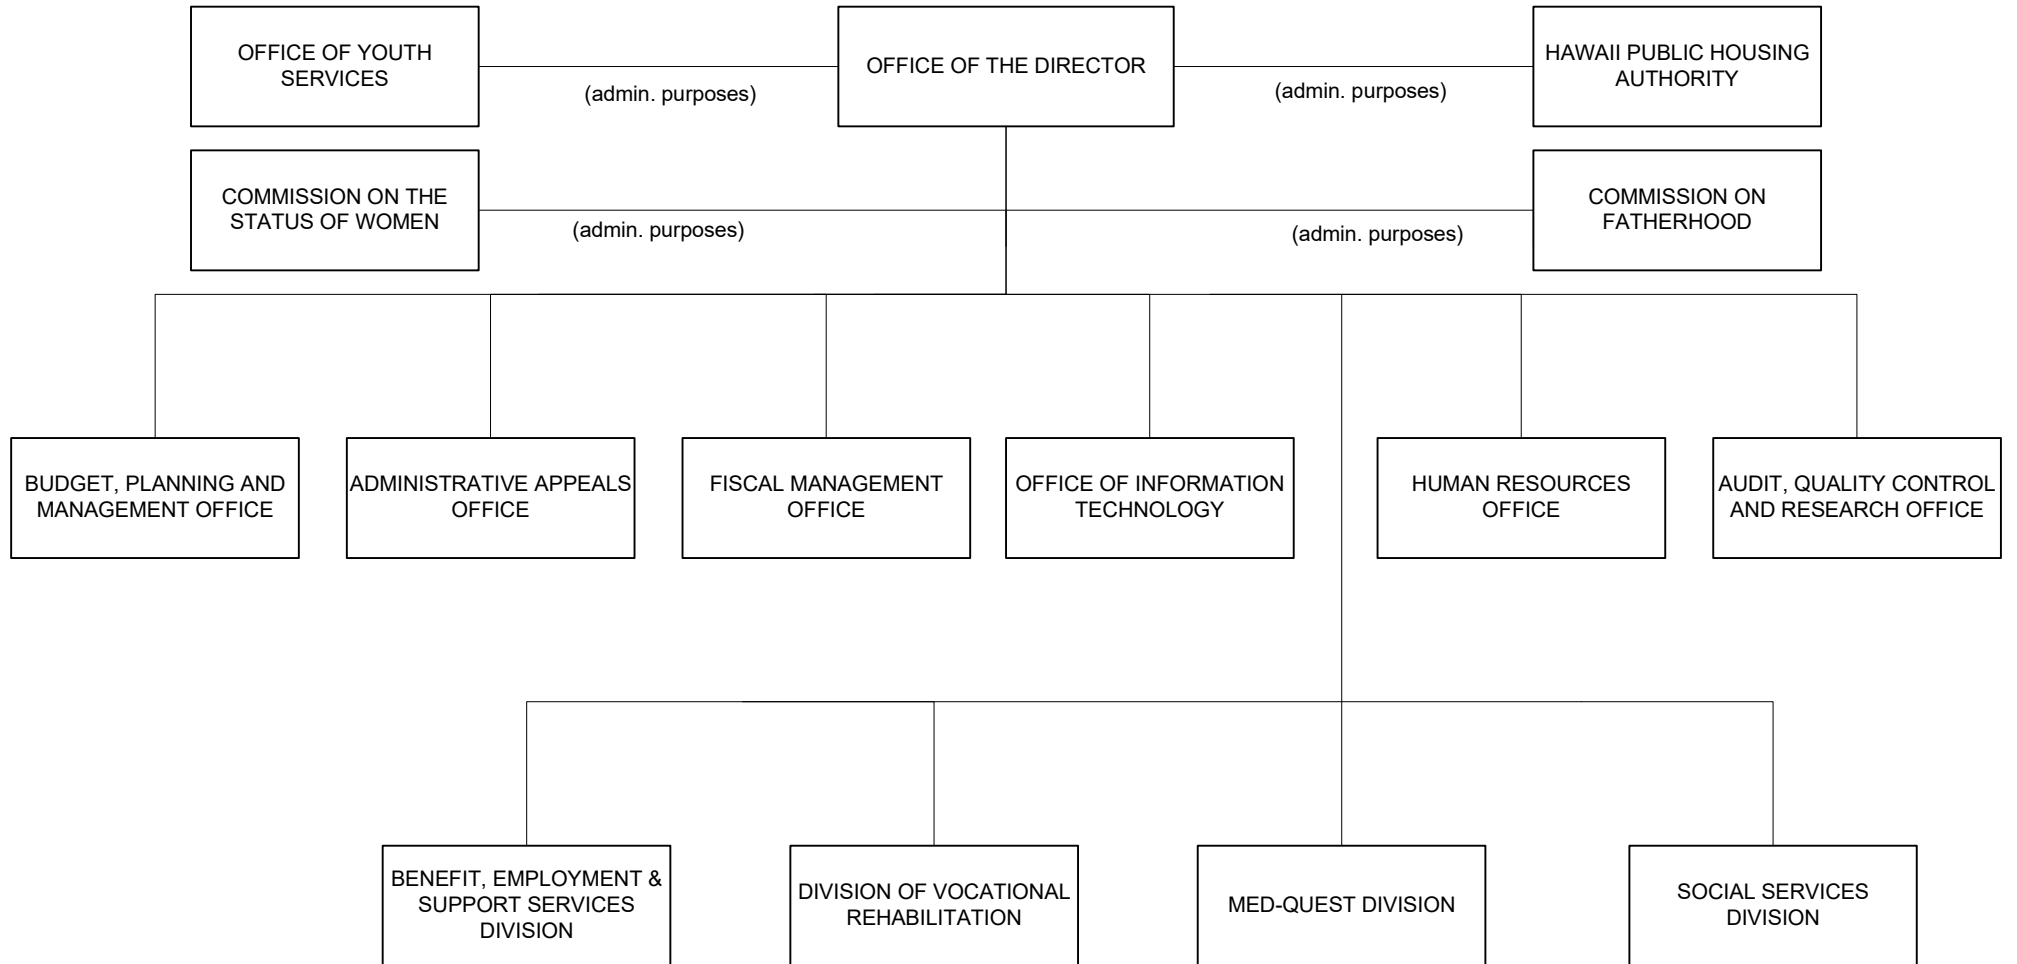 OFFICE OF YOUTH
SERVICES
(admin. purposes)
OFFICE OF THE DIRECTOR
(admin. purposes)
HAWAII PUBLIC HOUSING
AUTHORITY
COMMISSION ON THE
STATUS OF WOMEN
(admin. purposes)
(admin. purposes)
COMMISSION ON
FATHERHOOD
BUDGET, PLANNING AND
MANAGEMENT OFFICE
ADMINISTRATIVE APPEALS
OFFICE
FISCAL MANAGEMENT
OFFICE
OFFICE OF INFORMATION
TECHNOLOGY
HUMAN RESOURCES
OFFICE
AUDIT, QUALITY CONTROL
AND RESEARCH OFFICE
BENEFIT, EMPLOYMENT &
SUPPORT SERVICES
DIVISION
DIVISION OF VOCATIONAL
REHABILITATION
MED-QUEST DIVISION
SOCIAL SERVICES
DIVISION